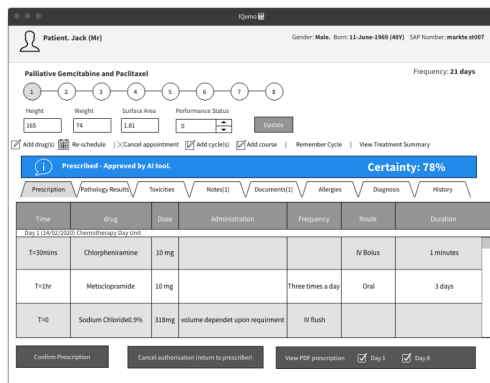 IQemo
Patient. Jack (Mr)
Gender: Male. Born: 11-June-1969 (48Y) SAP Number: markte st007
Palliative Gemcitabine and Paclitaxel
Frequency: 21 days
1 2 3 4 5 6 7 8
Height Weight Surface Area Performance Status
165 74 1.81 0 Update
Add drug(s) Re-schedule | Cancel appointment Add cycle(s) Add course | Remember Cycle | View Treatment Summary
i Prescribed - Approved by AI tool. Certainty: 78%
Prescription Pathology Results Toxicities Notes(1) Documents(1) Allergies Diagnosis History
Time drug Dose Administration Frequency Route Duration
Day 1 (14/02/2020) Chemotherapy Day Unit
T=30mins Chlorpheniramine 10 mg IV Bolus 1 minutes
T=1hr Metoclopramide 10 mg Three times a day Oral 3 days
T=0 Sodium Chloride0.9% 318mg volume dependet upon requirment IV flush
Confirm Prescription Cancel authorisation (return to prescriber) View PDF prescription Day 1 Day 8